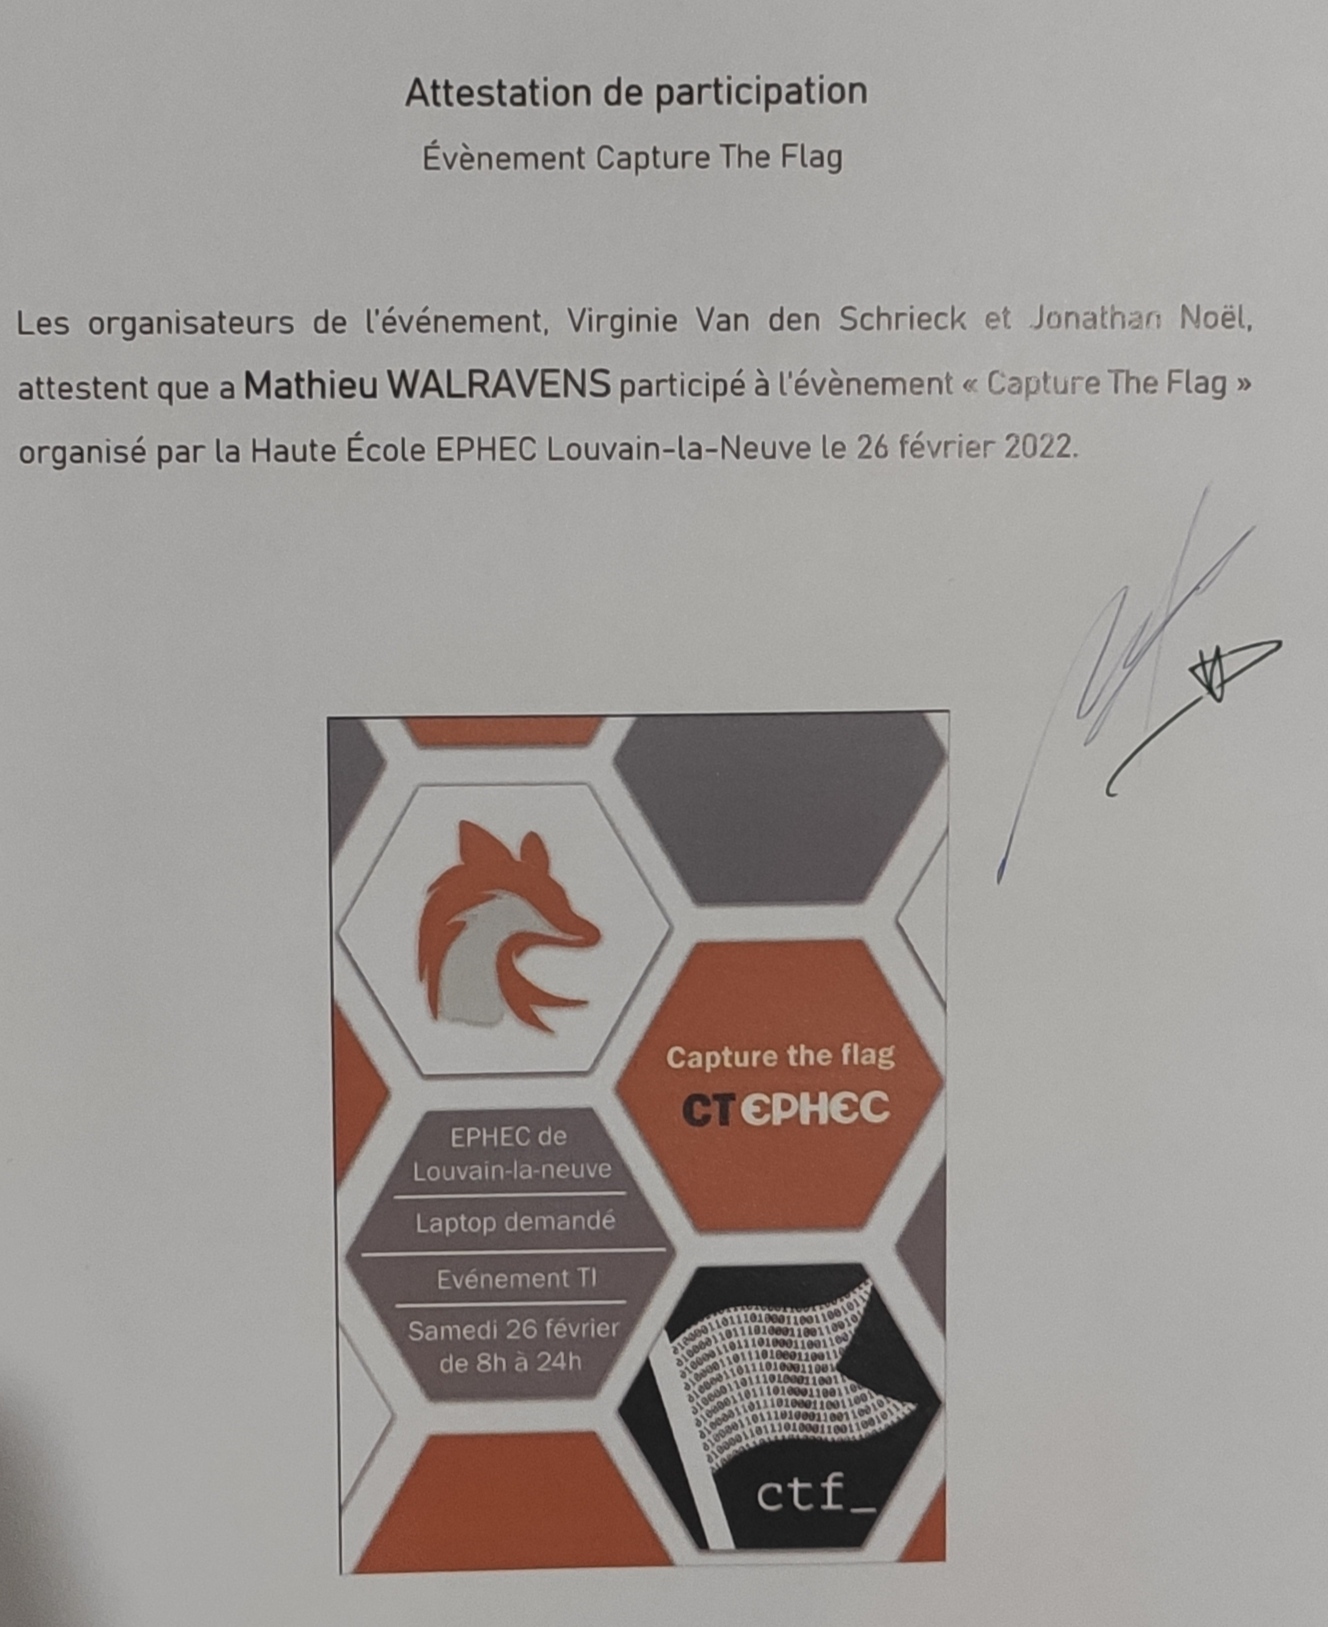 Attestation de participation
Évènement Capture The Flag
Les organisateurs de l'événement, Virginie Van den Schrieck et Jonathan Noël,
attestent que a Mathieu WALRAVENS participé à l'évènement « Capture The Flag »
organisé par la Haute École EPHEC Louvain-la-Neuve le 26 février 2022.
Capture the flag
CTEPHEC
EPHEC de
Louvain-la-neuve
Laptop demandé
Evénement TI
Samedi 26 février
de 8h à 24h
ctf_